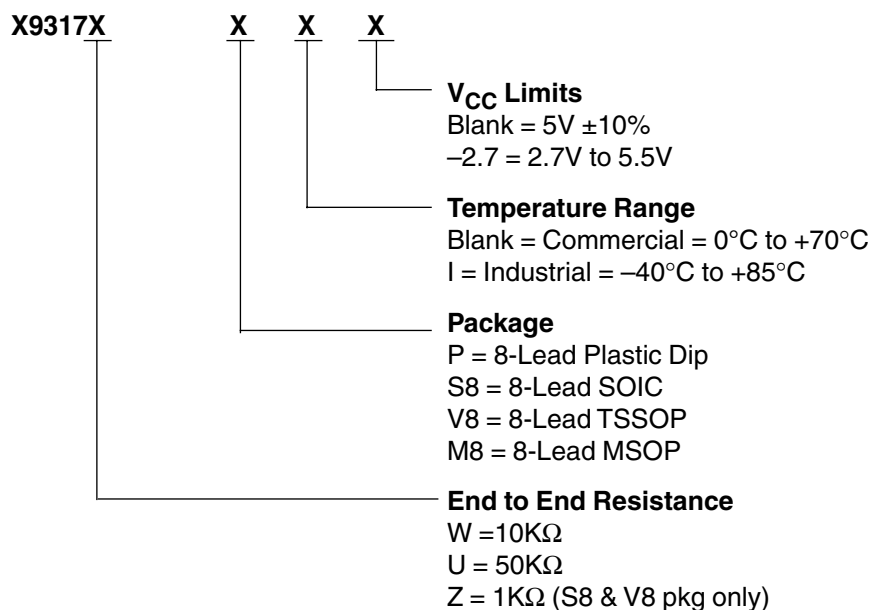 X9317X X X X
V_CC Limits
Blank = 5V ±10%
–2.7 = 2.7V to 5.5V
Temperature Range
Blank = Commercial = 0°C to +70°C
I = Industrial = –40°C to +85°C
Package
P = 8-Lead Plastic Dip
S8 = 8-Lead SOIC
V8 = 8-Lead TSSOP
M8 = 8-Lead MSOP
End to End Resistance
W =10KΩ
U = 50KΩ
Z = 1KΩ (S8 & V8 pkg only)